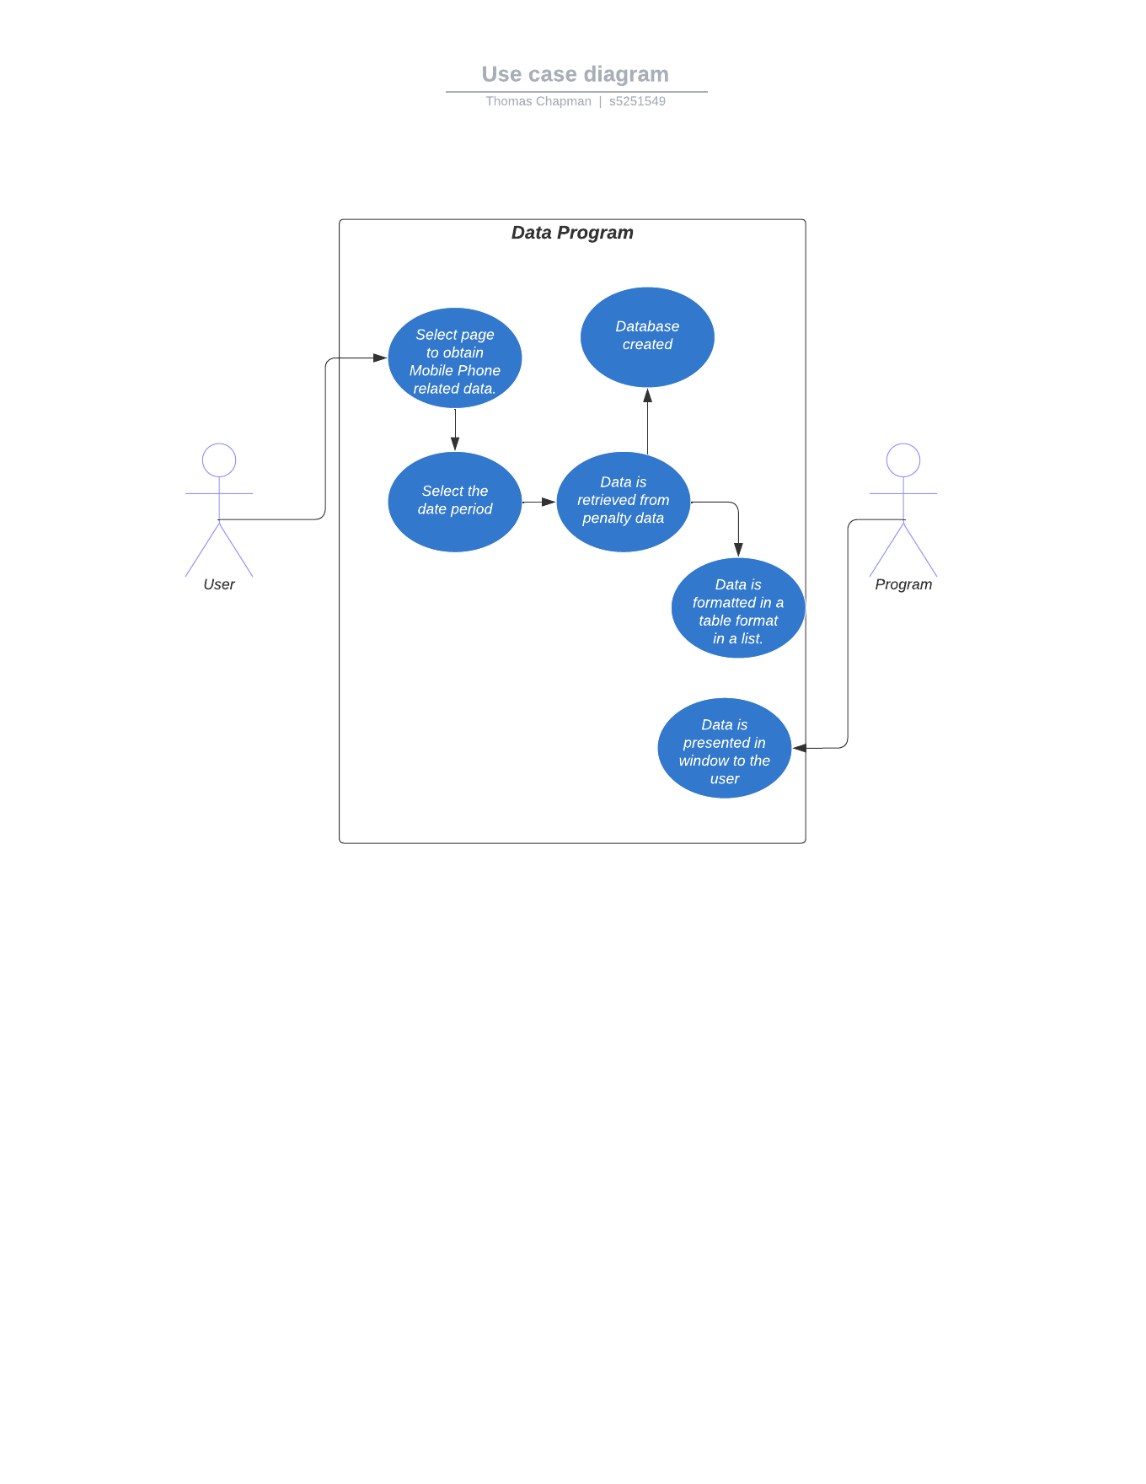 Use case diagram
Thomas Chapman | s5251549
Data Program
Select page
to obtain
Mobile Phone
related data.
Database
created
Select the
date period
Data is
retrieved from
penalty data
User
Program
Data is
formatted in a
table format
in a list.
Data is
presented in
window to the
user